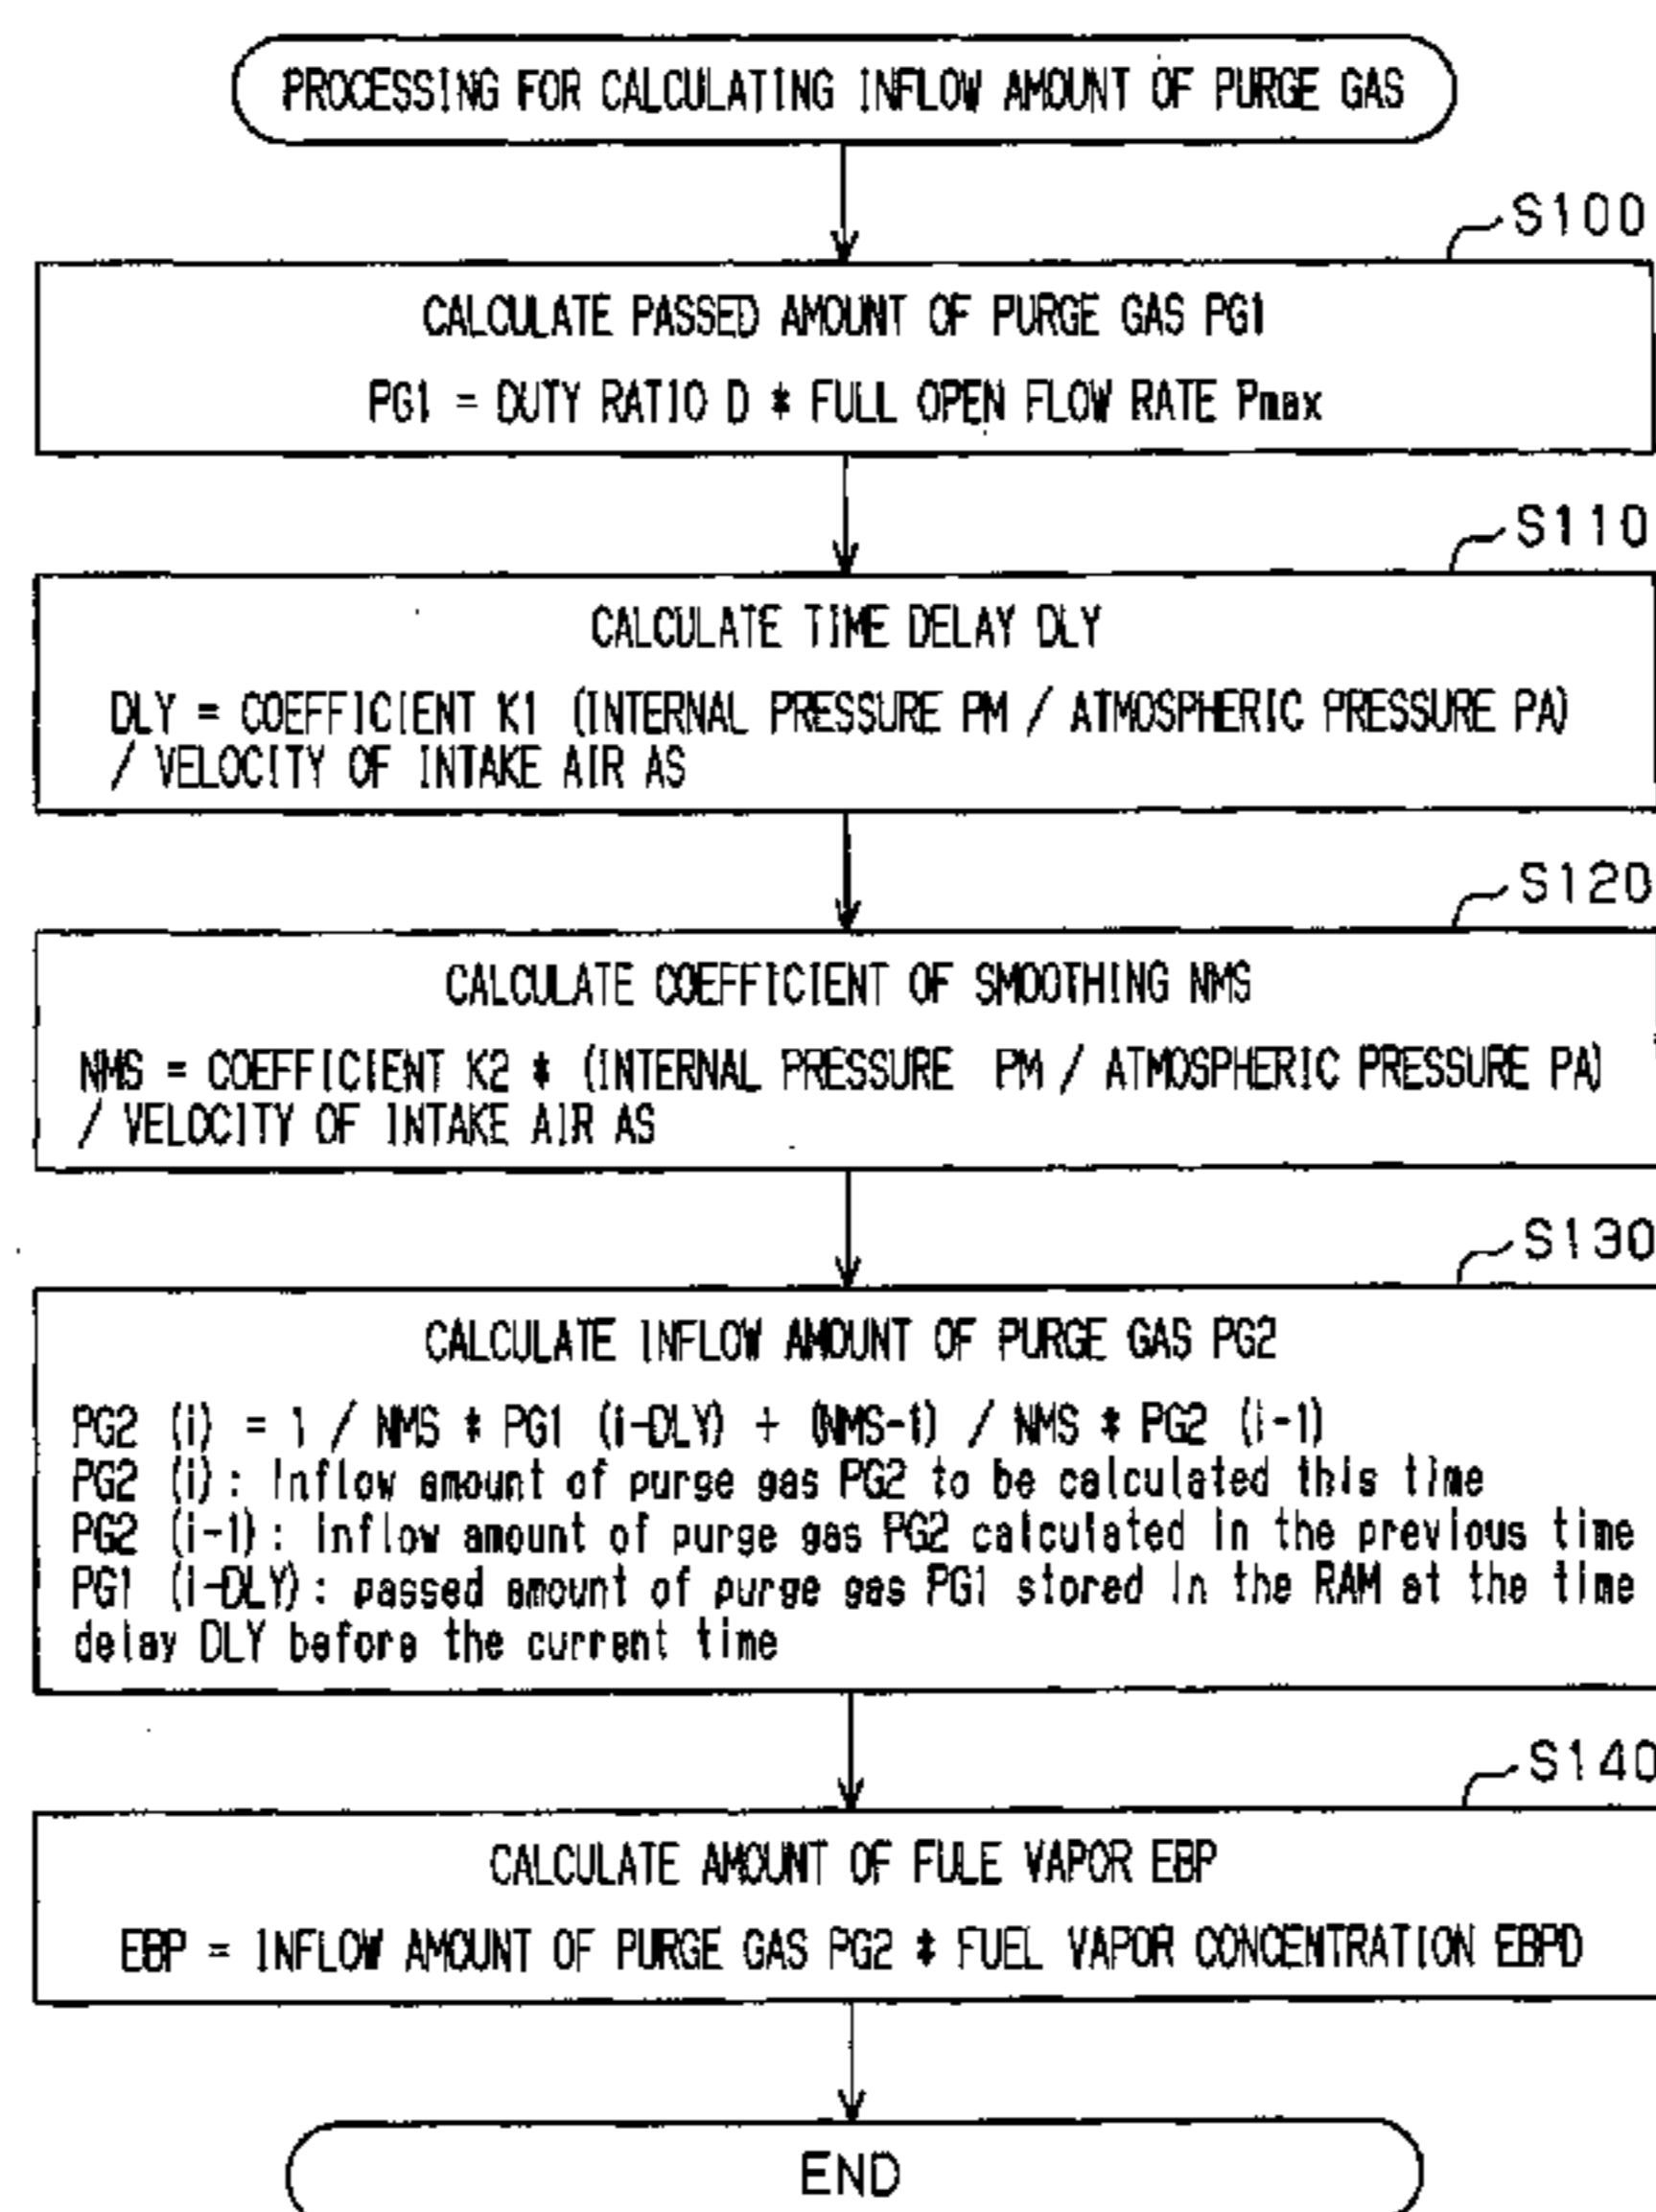 PROCESSING FOR CALCULATING INFLOW AMOUNT OF PURGE GAS
S100
CALCULATE PASSED AMOUNT OF PURGE GAS PG1
PG1 = DUTY RATIO D * FULL OPEN FLOW RATE Pmax
S110
CALCULATE TIME DELAY DLY
DLY = COEFFICIENT K1 (INTERNAL PRESSURE PM / ATMOSPHERIC PRESSURE PA)
/ VELOCITY OF INTAKE AIR AS
S120
CALCULATE COEFFICIENT OF SMOOTHING NMS
NMS = COEFFICIENT K2 * (INTERNAL PRESSURE PM / ATMOSPHERIC PRESSURE PA)
/ VELOCITY OF INTAKE AIR AS
S130
CALCULATE INFLOW AMOUNT OF PURGE GAS PG2
PG2 (i) = 1 / NMS * PG1 (i-DLY) + (NMS-1) / NMS * PG2 (i-1)
PG2 (i): Inflow amount of purge gas PG2 to be calculated this time
PG2 (i-1): inflow amount of purge gas PG2 calculated in the previous time
PG1 (i-DLY): passed amount of purge gas PG1 stored in the RAM at the time
delay DLY before the current time
S140
CALCULATE AMOUNT OF FULE VAPOR EBP
EBP = INFLOW AMOUNT OF PURGE GAS PG2 * FUEL VAPOR CONCENTRATION EBPD
END